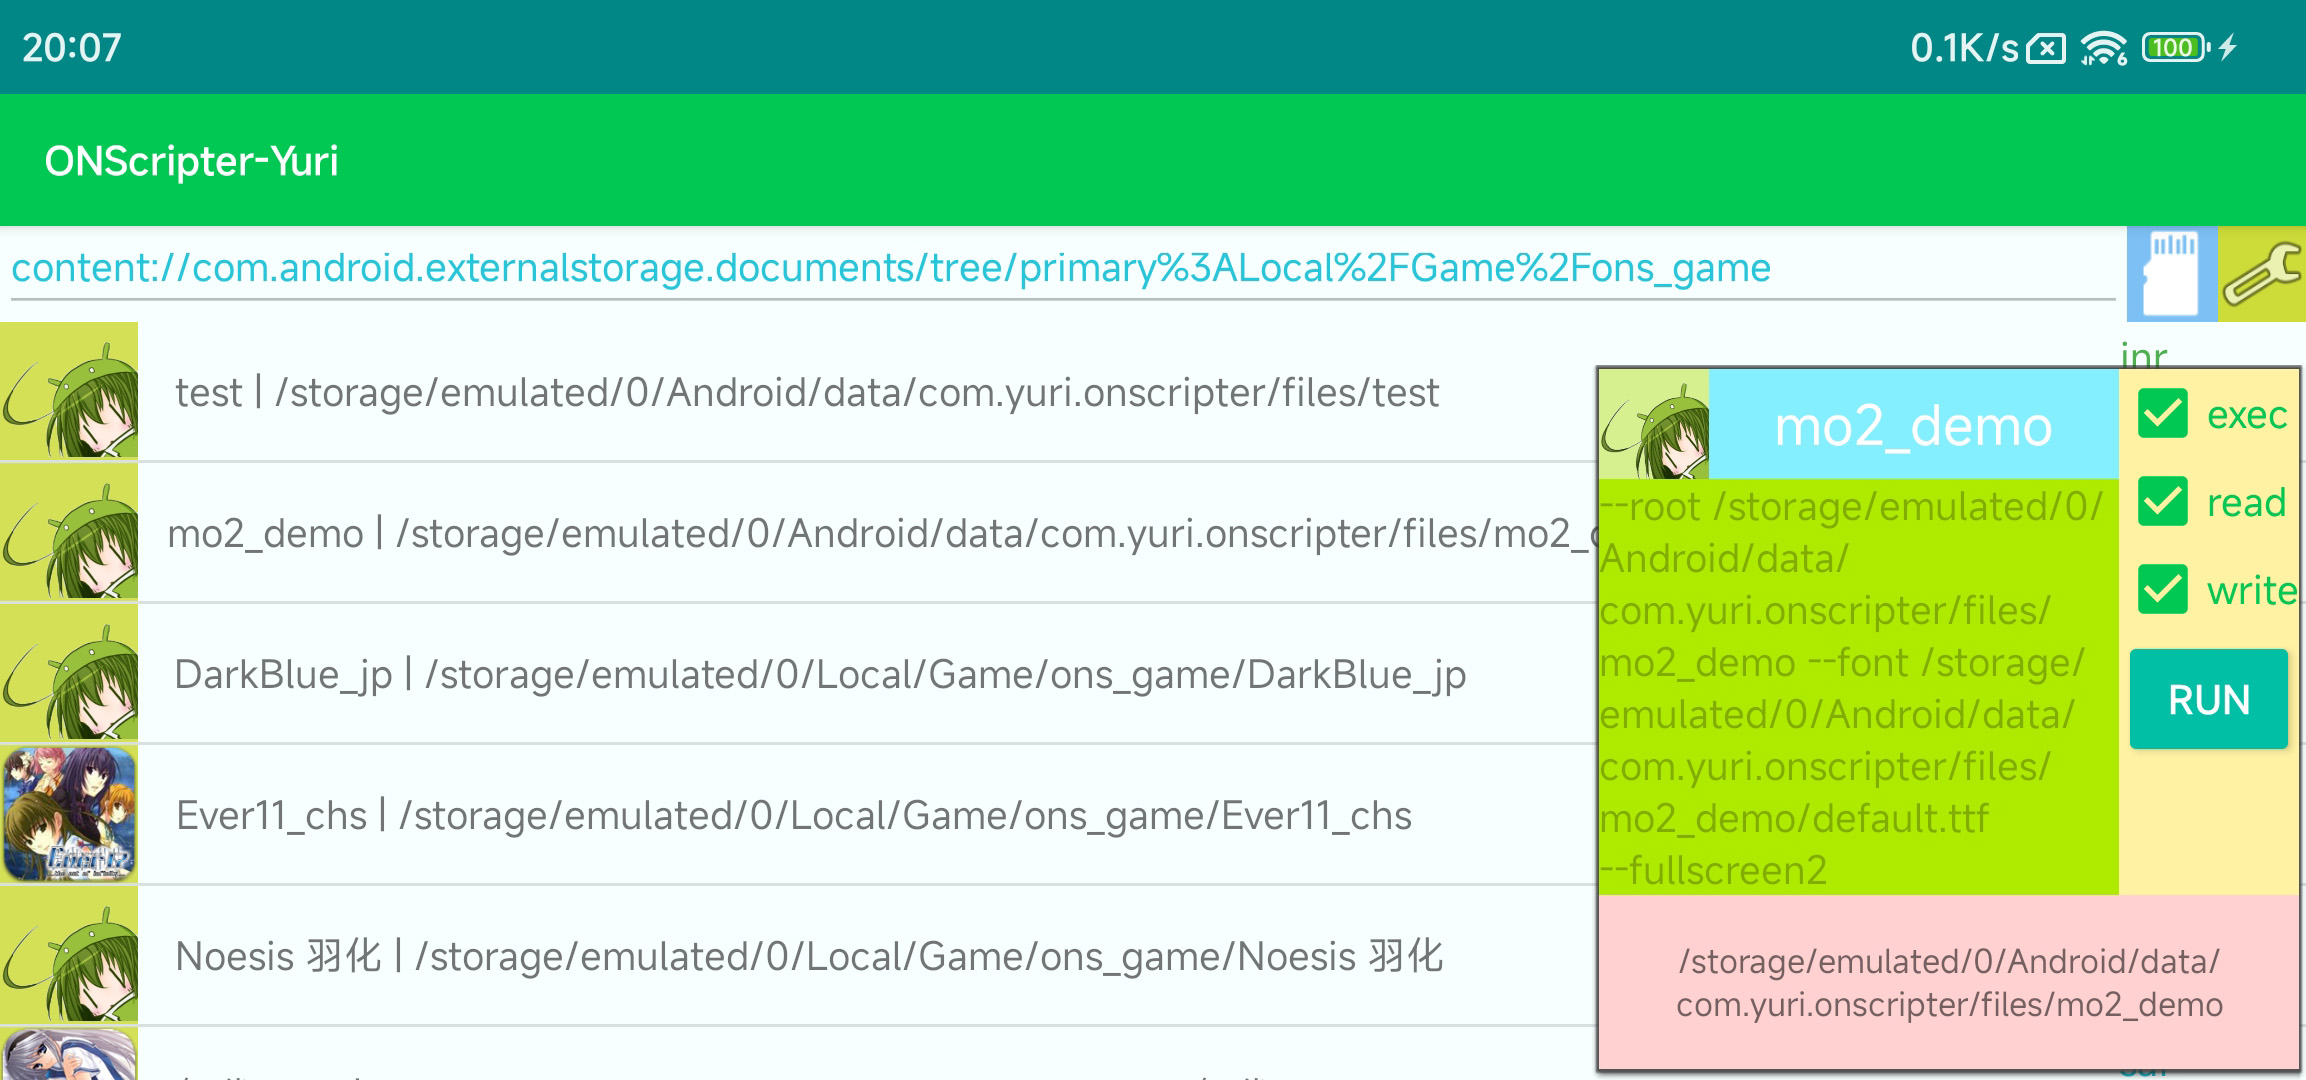 20:07
0.1K/s
6
100
ONScripter-Yuri
content://com.android.externalstorage.documents/tree/primary%3ALocal%2FGame%2Fons_game
inr
test | /storage/emulated/0/Android/data/com.yuri.onscripter/files/test
mo2_demo | /storage/emulated/0/Android/data/com.yuri.onscripter/files/mo2_
DarkBlue_jp | /storage/emulated/0/Local/Game/ons_game/DarkBlue_jp
Ever11_chs | /storage/emulated/0/Local/Game/ons_game/Ever11_chs
Noesis 羽化 | /storage/emulated/0/Local/Game/ons_game/Noesis 羽化
mo2_demo
exec
read
write
RUN
--root /storage/emulated/0/
Android/data/
com.yuri.onscripter/files/
mo2_demo --font /storage/
emulated/0/Android/data/
com.yuri.onscripter/files/
mo2_demo/default.ttf
--fullscreen2
/storage/emulated/0/Android/data/
com.yuri.onscripter/files/mo2_demo